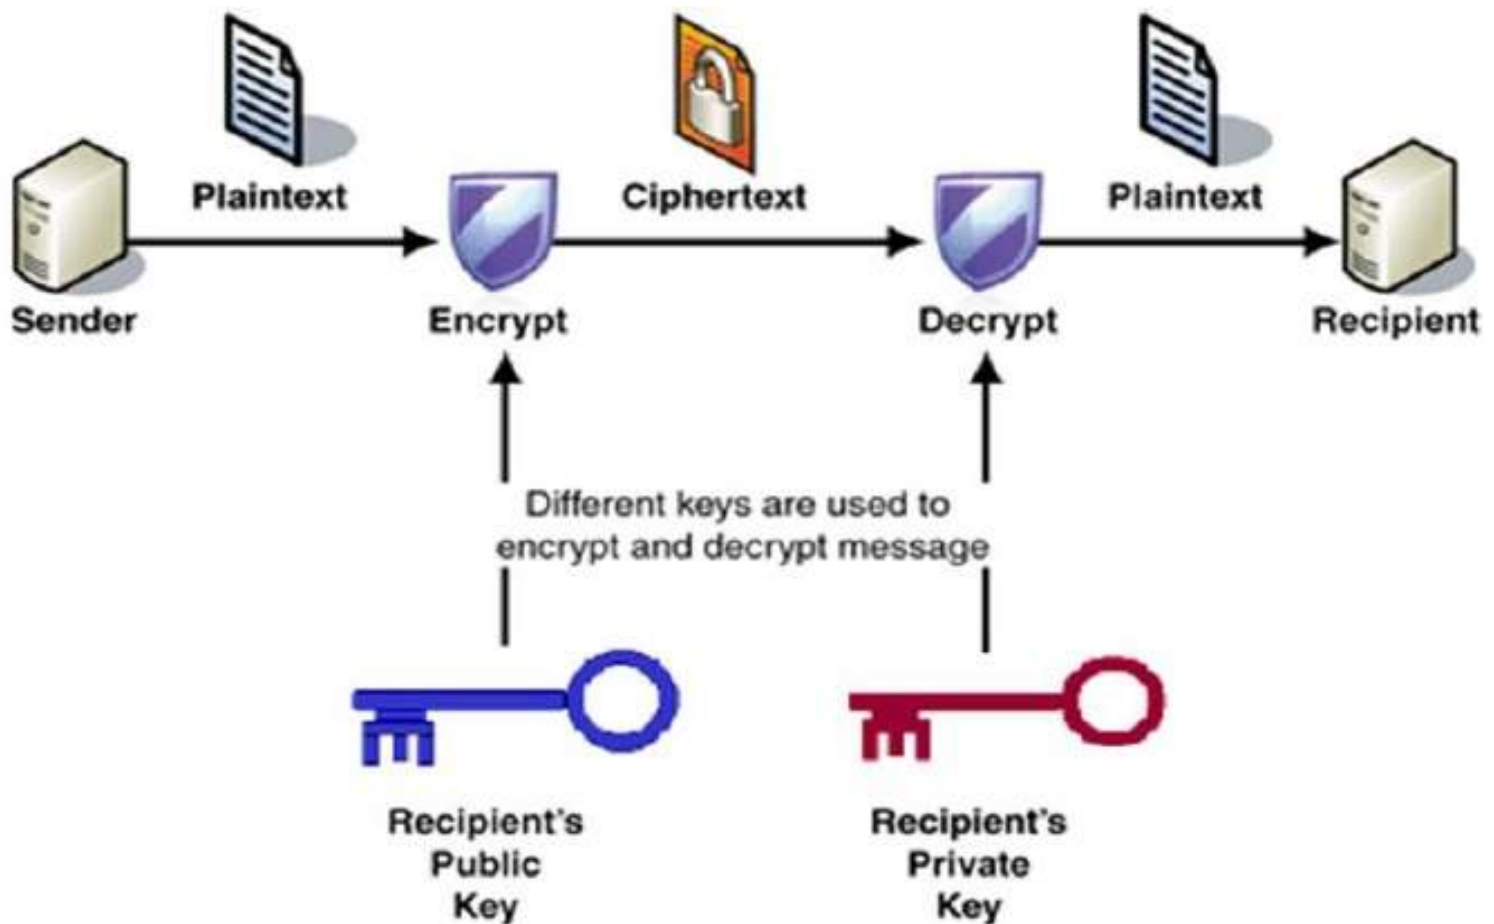 Plaintext
Ciphertext
Plaintext
Sender
Encrypt
Decrypt
Recipient
Different keys are used to
encrypt and decrypt message
Recipient's
Public
Key
Recipient's
Private
Key